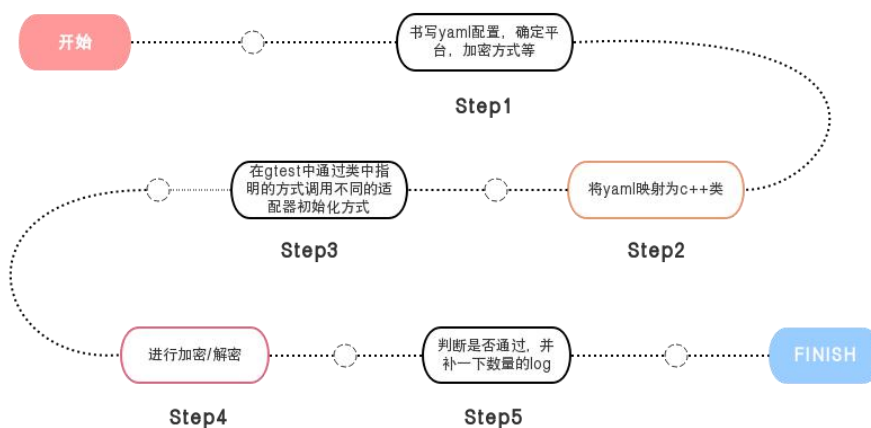 开始
书写yaml配置，确定平
台，加密方式等
Step1
将yaml映射为c++类
Step2
在gtest中通过类中指
明的方式调用不同的适
配器初始化方式
Step3
进行加密/解密
Step4
判断是否通过，并
补一下数量的log
Step5
FINISH